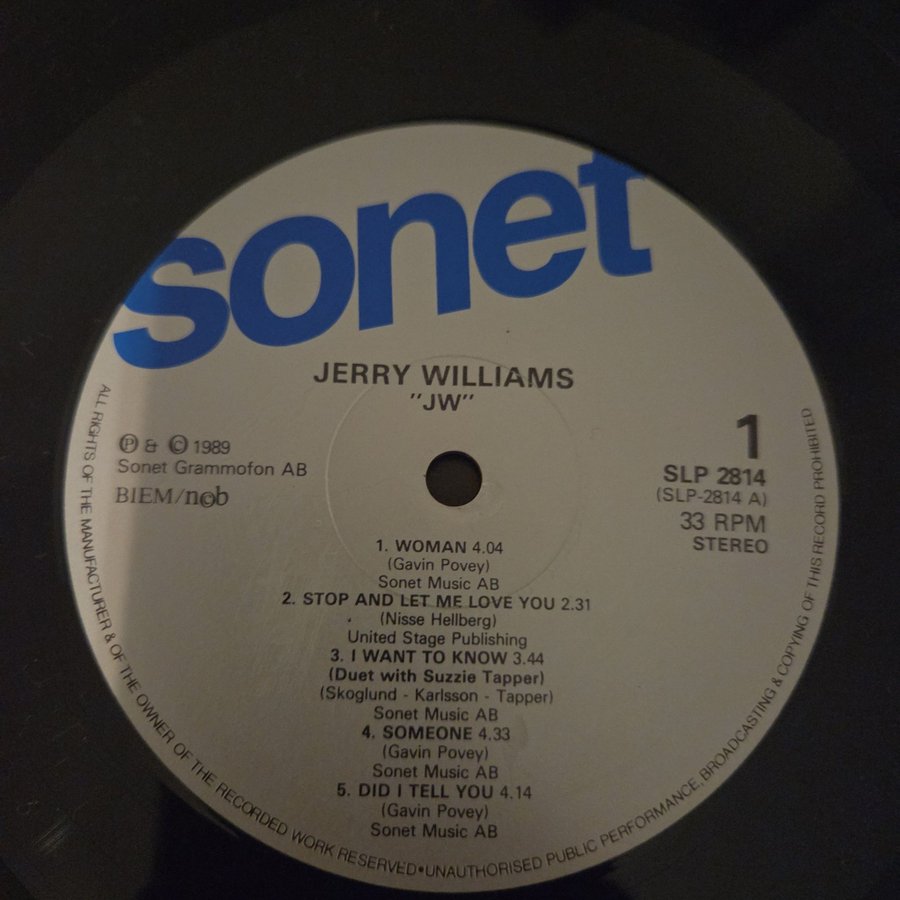 sonet
JERRY WILLIAMS
"JW"
Ⓟ & © 1989
Sonet Grammofon AB
BIEM/n©b
1
SLP 2814
(SLP-2814 A)
33 RPM
STEREO
1. WOMAN 4.04
(Gavin Povey)
Sonet Music AB
2. STOP AND LET ME LOVE YOU 2.31
(Nisse Hellberg)
United Stage Publishing
3. I WANT TO KNOW 3.44
(Duet with Suzzie Tapper)
(Skoglund - Karlsson - Tapper)
Sonet Music AB
4. SOMEONE 4.33
(Gavin Povey)
Sonet Music AB
5. DID I TELL YOU 4.14
(Gavin Povey)
Sonet Music AB
ALL RIGHTS OF THE MANUFACTURER & OF THE OWNER OF THE RECORDED WORK RESERVED•UNAUTHORISED PUBLIC PERFORMANCE, BROADCASTING & COPYING OF THIS RECORD PROHIBITED